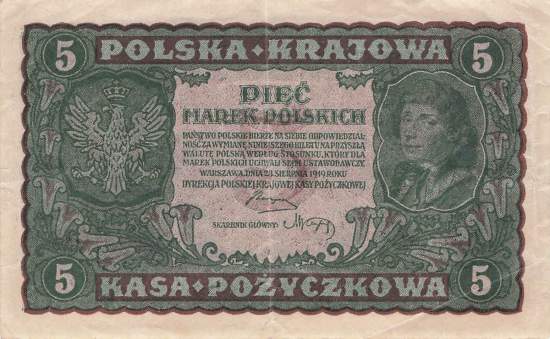 5 POLSKA · KRAJOWA 5
PIĘĆ
MAREK POLSKICH
PAŃSTWO POLSKIE BIERZE NA SIEBIE ODPOWIEDZIAL-
NOŚĆ ZA WYMIANĘ NINIEJSZEGO BILETU NA PRZYSZŁĄ
WALUTĘ POLSKĄ WEDŁUG STOSUNKU, KTÓRY DLA
MAREK POLSKICH UCHWALI SEJM USTAWODAWCZY.
WARSZAWA, DNIA 23 SIERPNIA 1919 ROKU
DYREKCJA POLSKIEJ KRAJOWEJ KASY POŻYCZKOWEJ
SKARBNIK GŁÓWNY:
5 KASA · POŻYCZKOWA 5